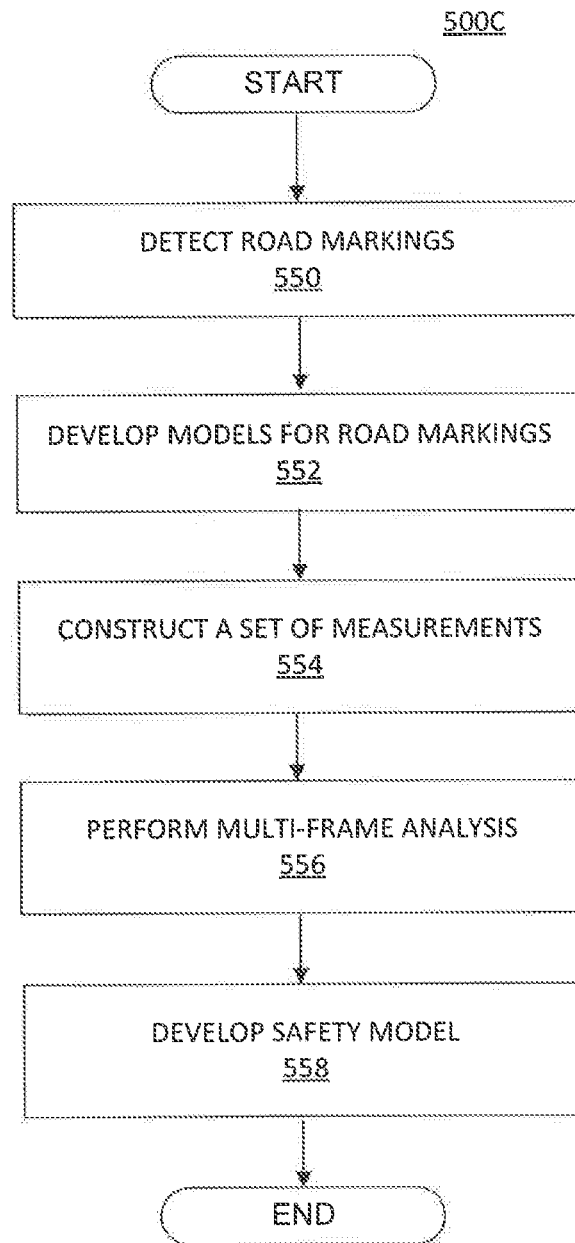 500C
START
DETECT ROAD MARKINGS
550
DEVELOP MODELS FOR ROAD MARKINGS
552
CONSTRUCT A SET OF MEASUREMENTS
554
PERFORM MULTI-FRAME ANALYSIS
556
DEVELOP SAFETY MODEL
558
END